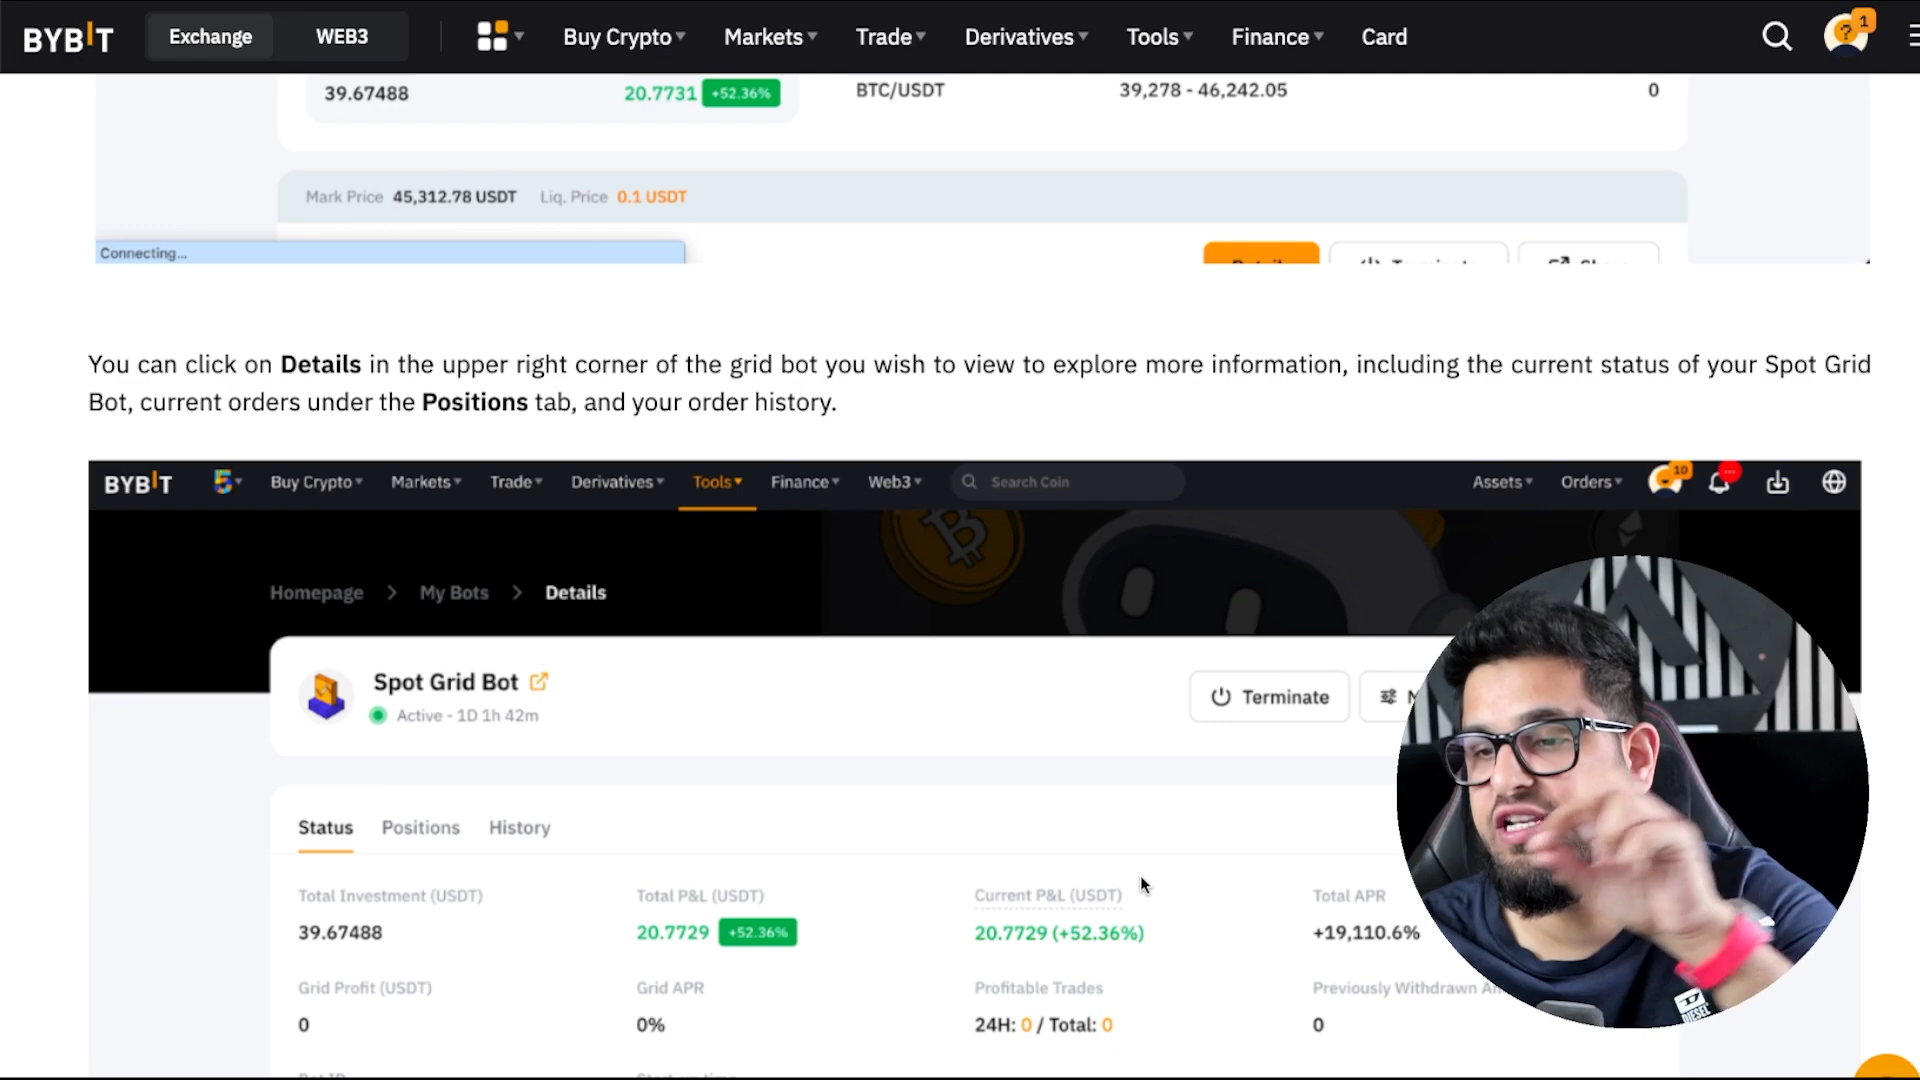 BYBIT Exchange WEB3 Buy Crypto Markets Trade Derivatives Tools Finance Card ? 1
39.67488 20.7731 +52.36% BTC/USDT 39,278 - 46,242.05 0
Mark Price 45,312.78 USDT Liq. Price 0.1 USDT
Connecting...
You can click on Details in the upper right corner of the grid bot you wish to view to explore more information, including the current status of your Spot Grid
Bot, current orders under the Positions tab, and your order history.
BYBIT 5 Buy Crypto Markets Trade Derivatives Tools Finance Web3 Search Coin Assets Orders 10
Homepage > My Bots > Details
Spot Grid Bot Terminate
Active - 1D 1h 42m
Status Positions History
Total Investment (USDT) Total P&L (USDT) Current P&L (USDT) Total APR
39.67488 20.7729 +52.36% 20.7729 (+52.36%) +19,110.6%
Grid Profit (USDT) Grid APR Profitable Trades Previously Withdrawn
0 0% 24H: 0 / Total: 0 0
DIESEL